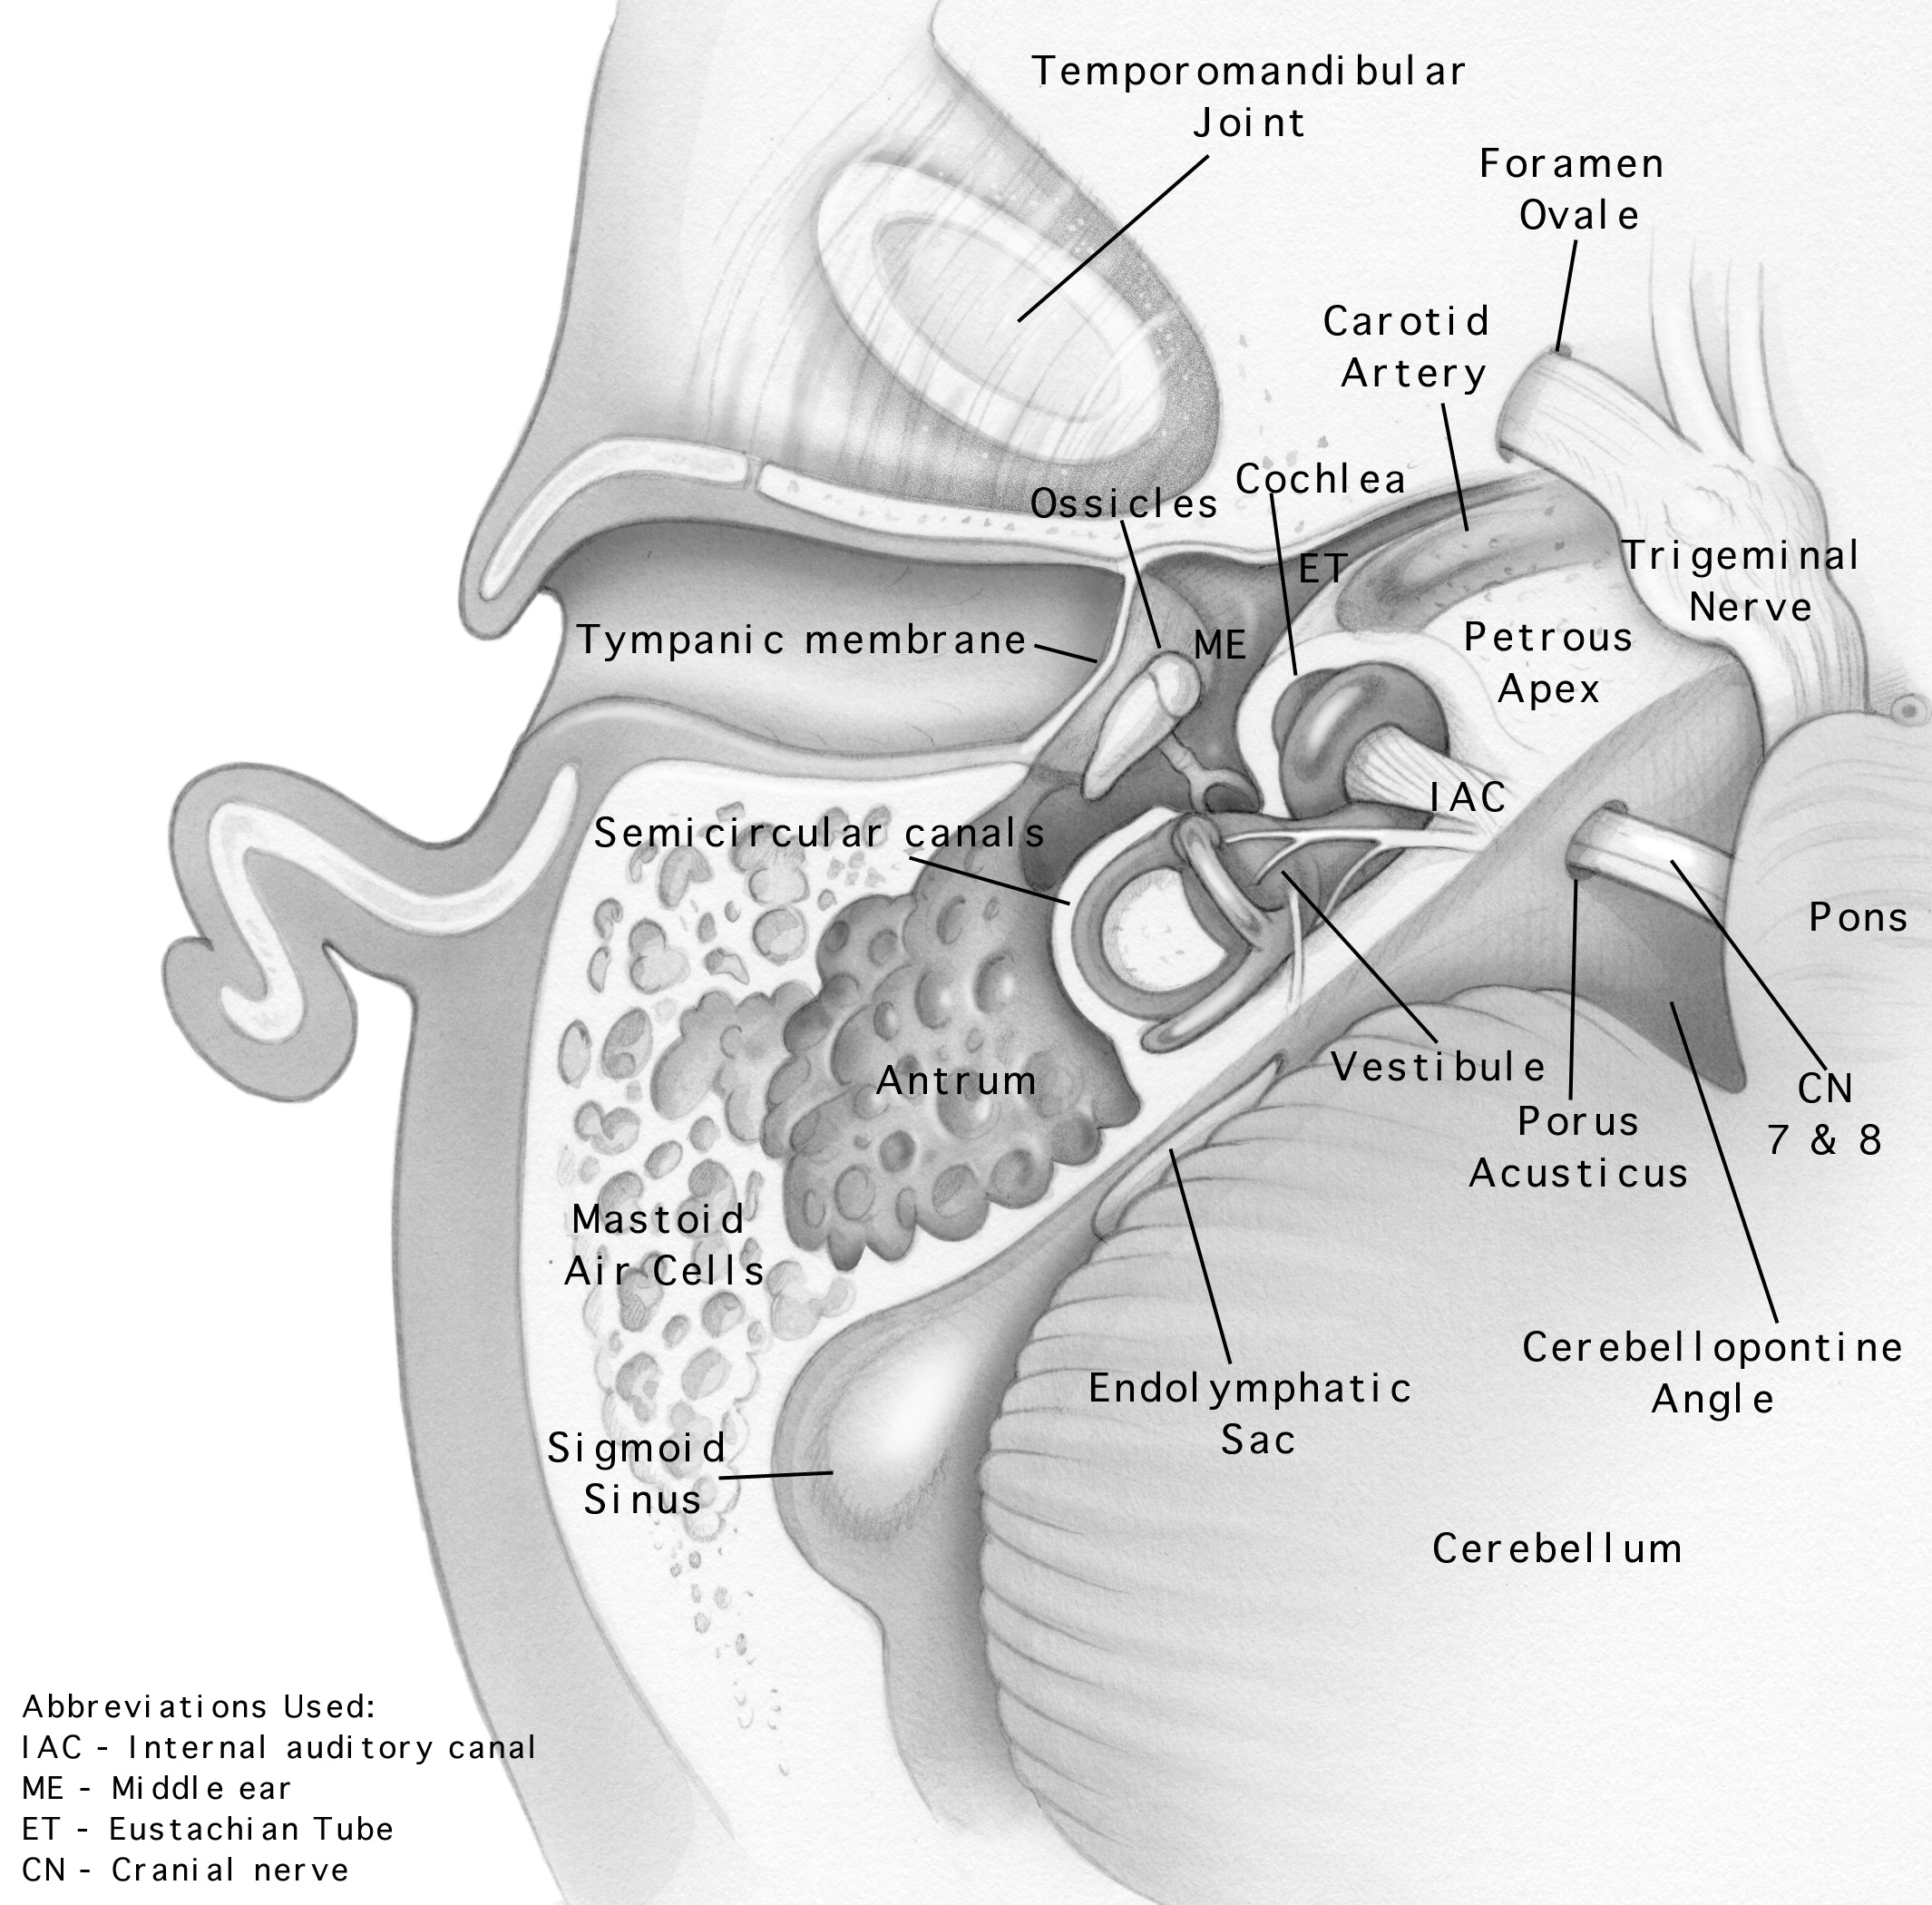 Temporomandibular
Joint
Foramen
Ovale
Carotid
Artery
Cochlea
Ossicles
ET
Trigeminal
Nerve
Tympanic membrane
ME
Petrous
Apex
IAC
Semicircular canals
Pons
Antrum
Vestibule
CN
7 & 8
Porus
Acusticus
Mastoid
Air Cells
Cerebellopontine
Angle
Endolymphatic
Sac
Sigmoid
Sinus
Cerebellum
Abbreviations Used:
IAC - Internal auditory canal
ME - Middle ear
ET - Eustachian Tube
CN - Cranial nerve